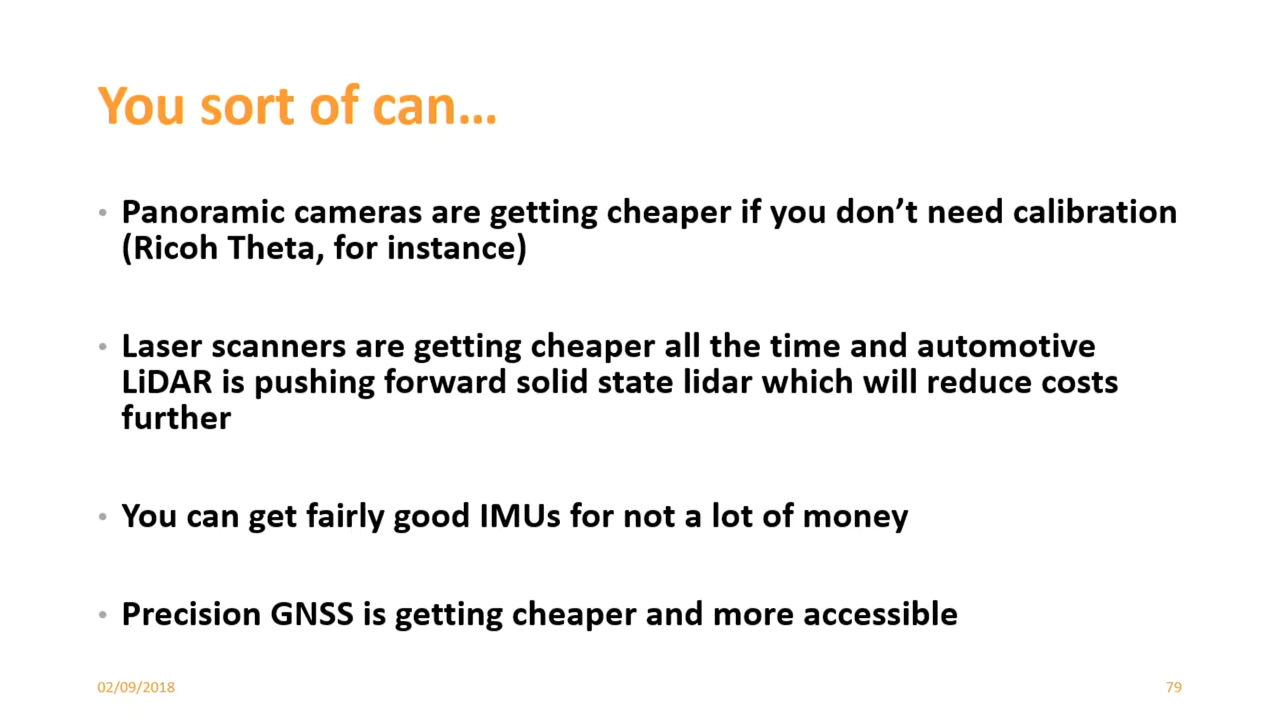 You sort of can...
• Panoramic cameras are getting cheaper if you don’t need calibration
(Ricoh Theta, for instance)
• Laser scanners are getting cheaper all the time and automotive
LiDAR is pushing forward solid state lidar which will reduce costs
further
• You can get fairly good IMUs for not a lot of money
• Precision GNSS is getting cheaper and more accessible
02/09/2018
79